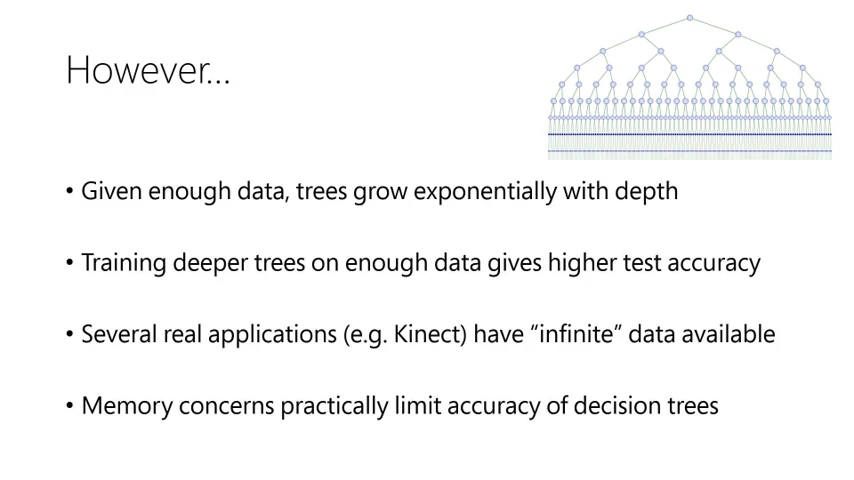 However...
• Given enough data, trees grow exponentially with depth
• Training deeper trees on enough data gives higher test accuracy
• Several real applications (e.g. Kinect) have “infinite” data available
• Memory concerns practically limit accuracy of decision trees